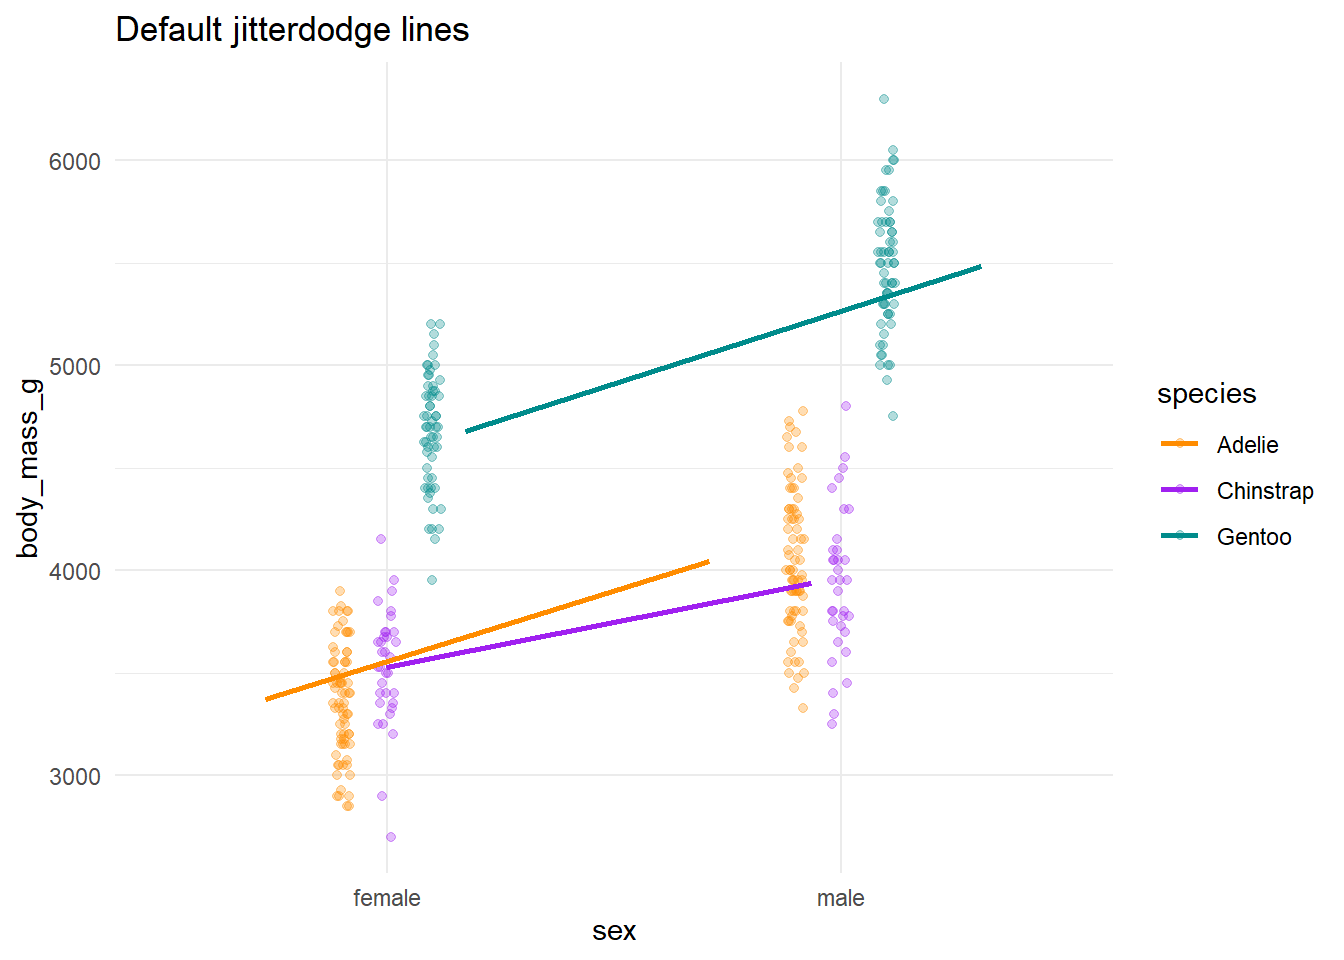 Default jitterdodge lines
6000
5000
4000
3000
body_mass_g
female
male
sex
species
Adelie
Chinstrap
Gentoo